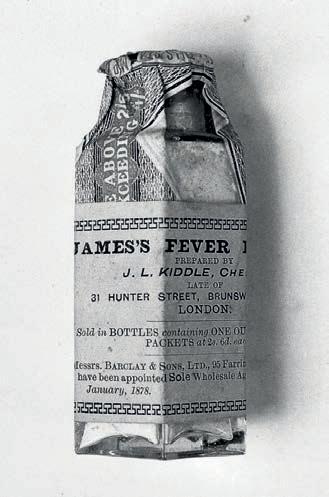 E ABOVE 2/
EXCEEDING
JAMES'S FEVER
PREPARED BY
J. L. KIDDLE, CHE
LATE OF
31 HUNTER STREET, BRUNSW
LONDON.
Sold in BOTTLES containing ONE OU
PACKETS at 2s. 6d. eac
Messrs. BARCLAY & SONS, LTD., 95 Farrin
have been appointed Sole Wholesale Ag
January, 1878.